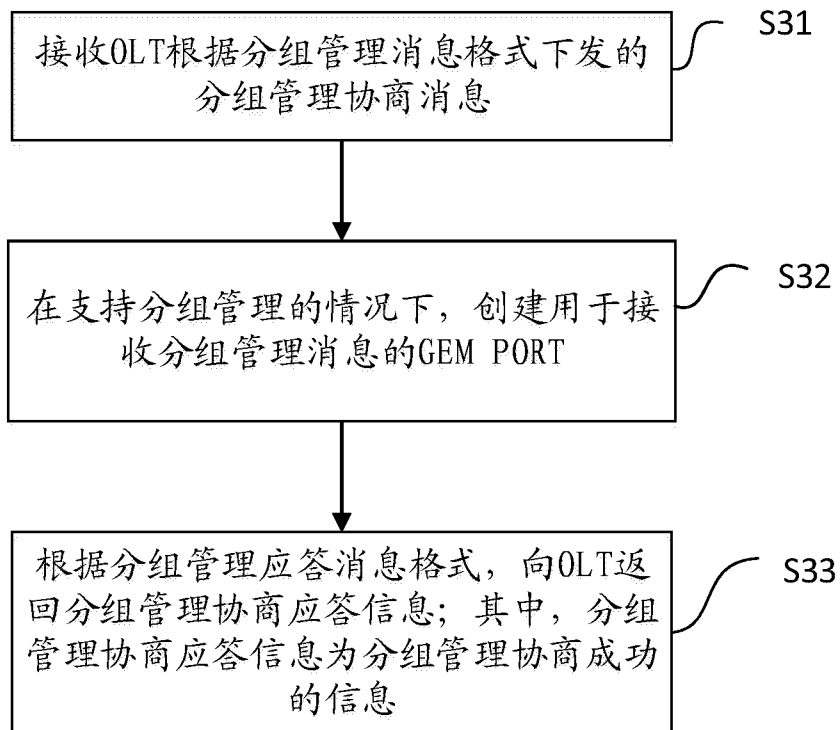 接收OLT根据分组管理消息格式下发的
分组管理协商消息
S31
在支持分组管理的情况下，创建用于接
收分组管理消息的GEM PORT
S32
根据分组管理应答消息格式，向OLT返
回分组管理协商应答信息；其中，分组
管理协商应答信息为分组管理协商成功
的信息
S33